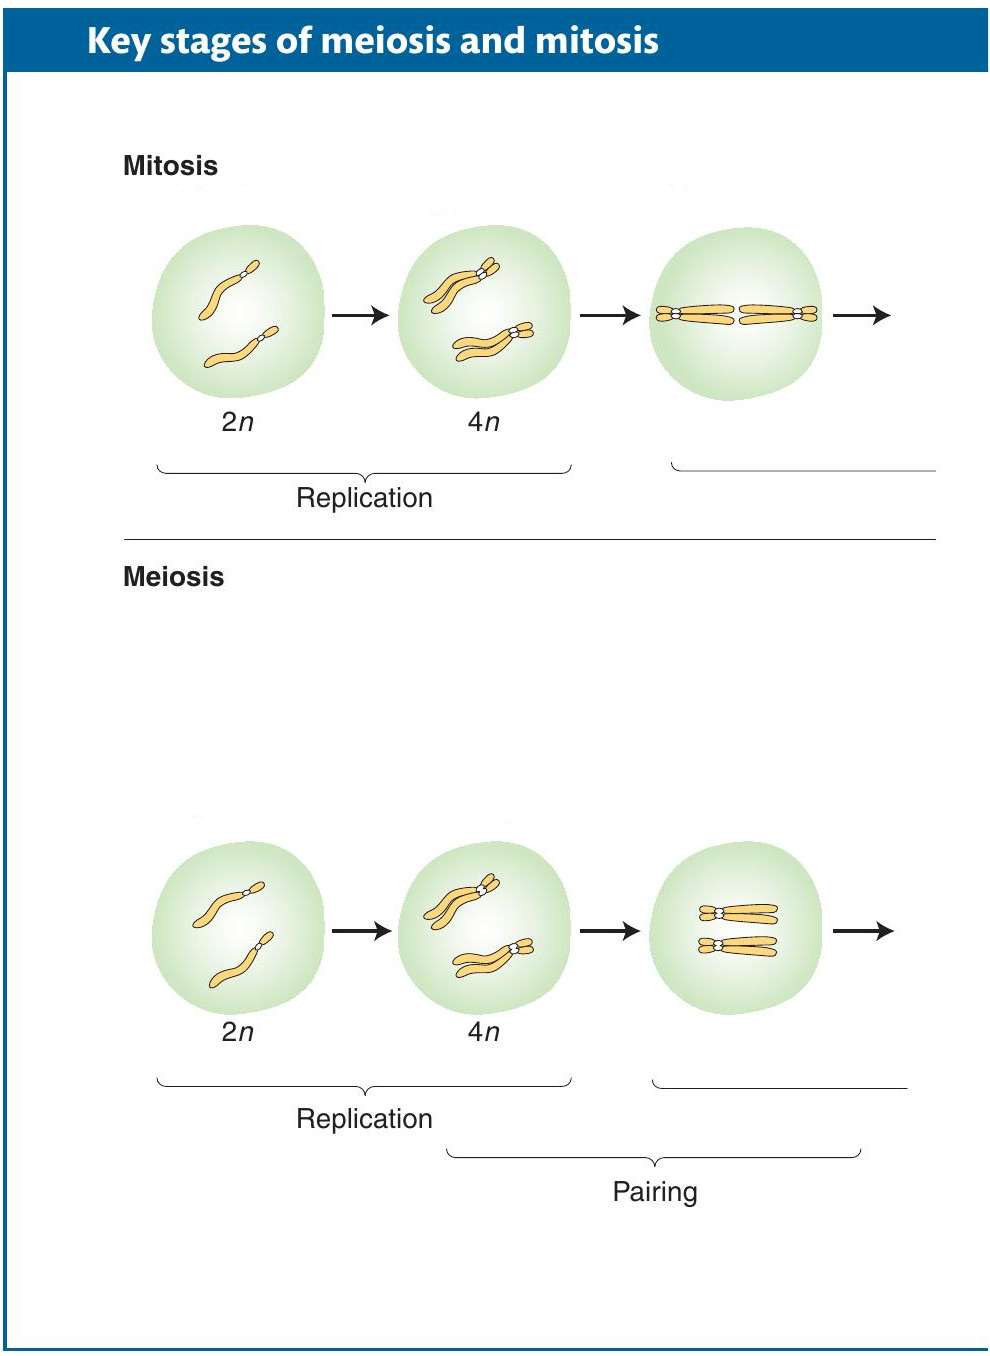 Key stages of meiosis and mitosis
Mitosis
2n
4n
Replication
Meiosis
2n
4n
Replication
Pairing